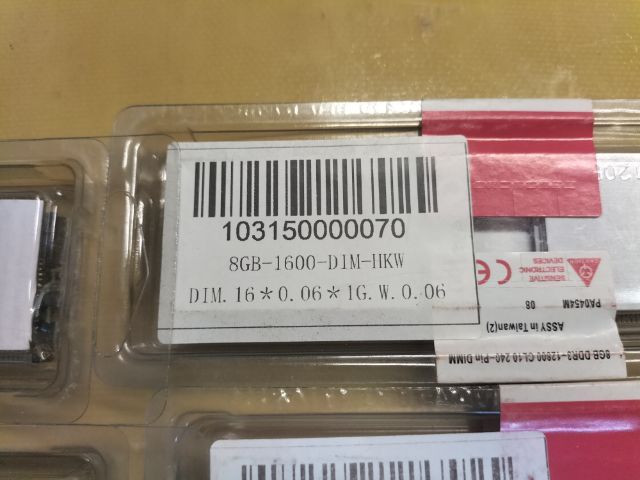 103150000070
8GB-1600-DIM-HKW
DIM. 16*0.06*1G.W.0.06
SENSITIVE
ELECTRONIC
DEVICES
CE
PA0454M 08
ASSY in Taiwan(2)
8GB DDR3-12800 CL10 240-Pin DIMM